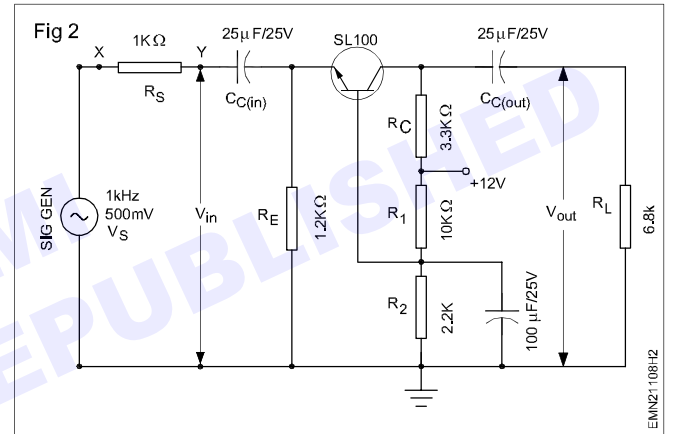 Fig 2
X
1KΩ
Y
RS
25µF/25V
CC(in)
SL100
25µF/25V
CC(out)
RC
3.3KΩ
+12V
SIG GEN
1kHz
500mV
VS
Vin
RE
1.2KΩ
R1
10KΩ
Vout
RL
6.8k
R2
2.2K
100 µF/25V
EMN21108H2
MI
EPUBLISHED